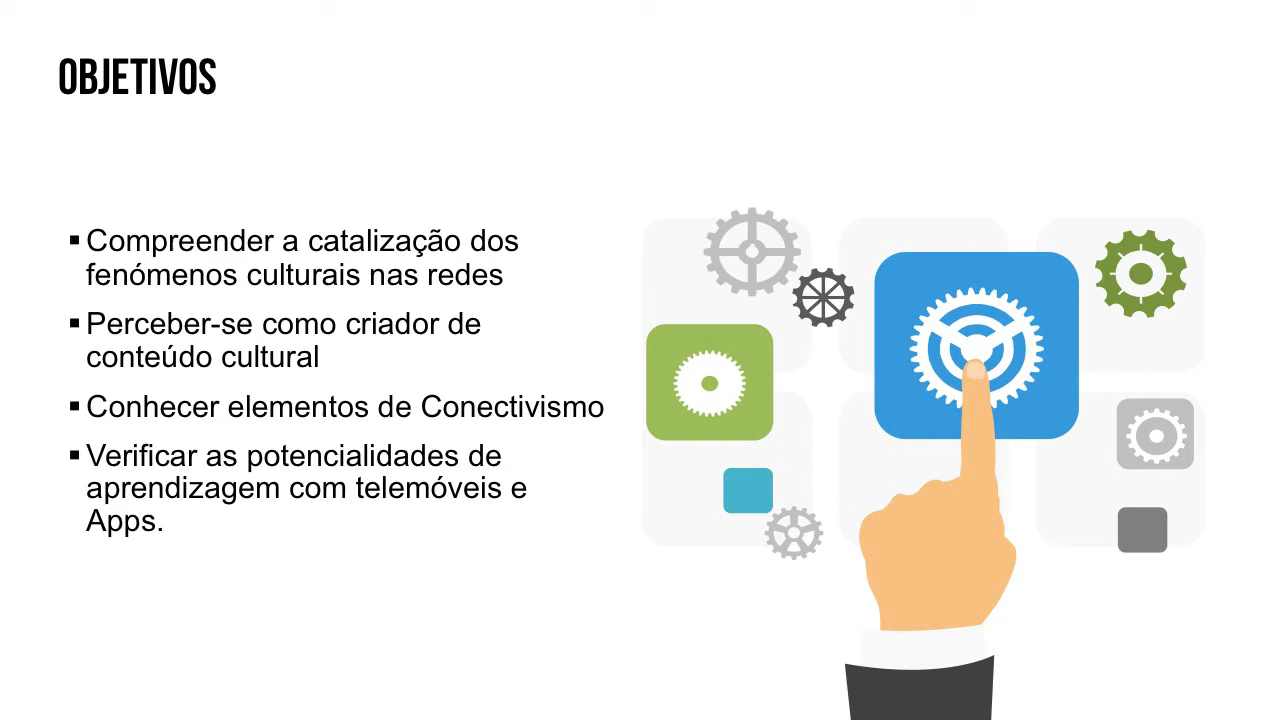 OBJETIVOS
▪ Compreender a catalização dos
fenómenos culturais nas redes
▪ Perceber-se como criador de
conteúdo cultural
▪ Conhecer elementos de Conectivismo
▪ Verificar as potencialidades de
aprendizagem com telemóveis e
Apps.